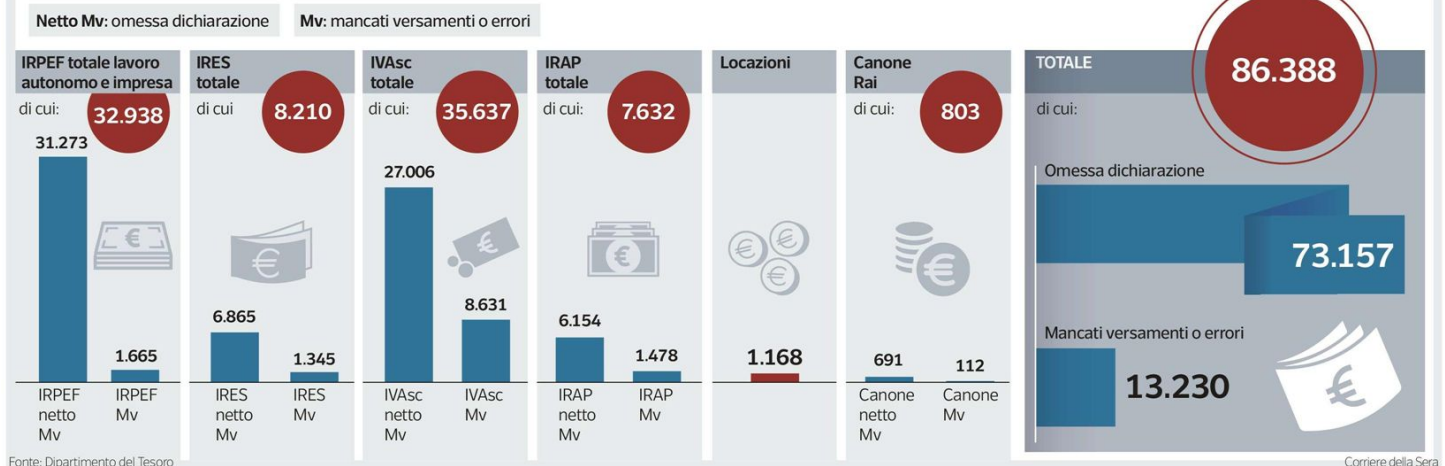 Netto Mv: omessa dichiarazione
Mv: mancati versamenti o errori
IRPEF totale lavoro
autonomo e impresa
di cui:
32.938
31.273
1.665
IRPEF
netto
Mv
IRPEF
Mv
IRES
totale
di cui
8.210
6.865
1.345
IRES
netto
Mv
IRES
Mv
IVAsc
totale
di cui:
35.637
27.006
8.631
IVAsc
netto
Mv
IVAsc
Mv
IRAP
totale
di cui:
7.632
6.154
1.478
IRAP
netto
Mv
IRAP
Mv
Locazioni
1.168
Canone
Rai
di cui:
803
691
112
Canone
netto
Mv
Canone
Mv
TOTALE
86.388
di cui:
Omessa dichiarazione
73.157
Mancati versamenti o errori
13.230
Fonte: Dipartimento del Tesoro
Corriere della Sera